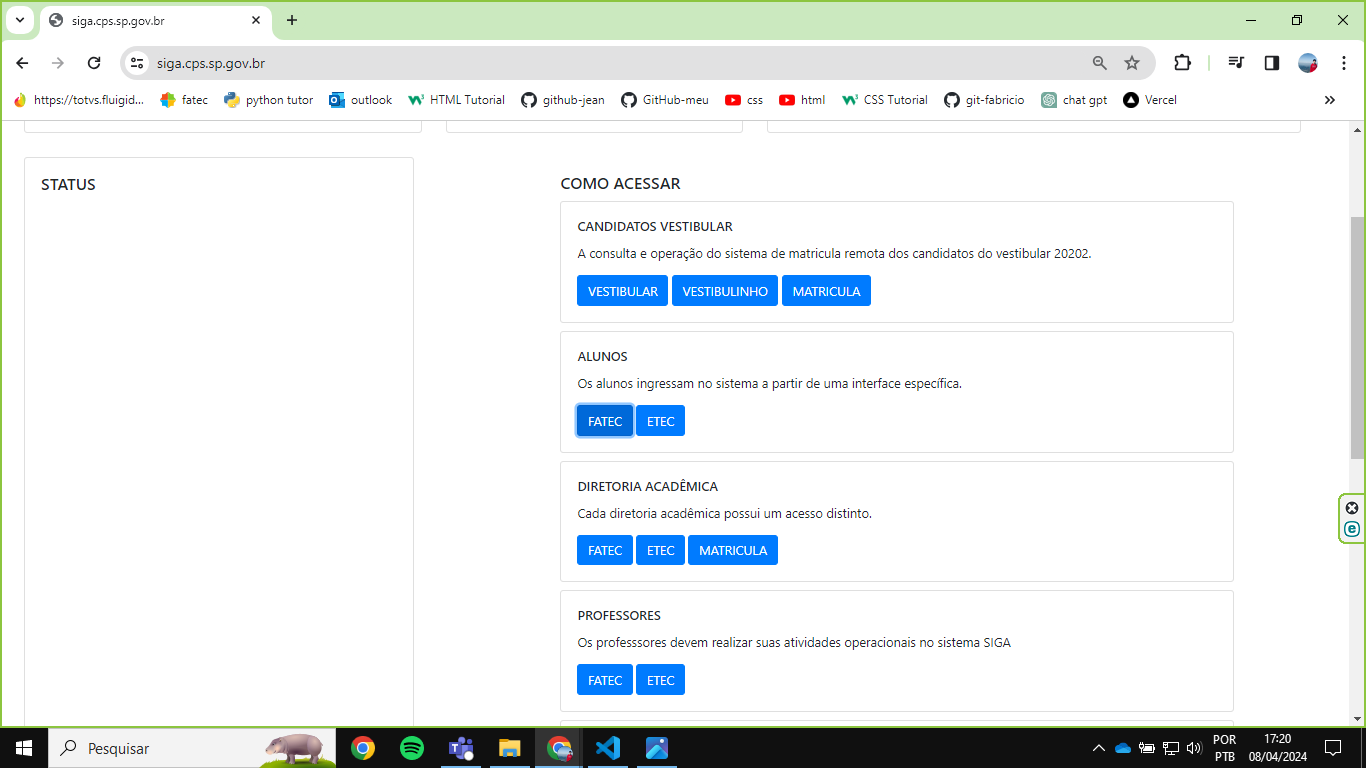 siga.cps.sp.gov.br
siga.cps.sp.gov.br
https://totvs.fluigid... fatec python tutor outlook HTML Tutorial github-jean GitHub-meu css html CSS Tutorial git-fabricio chat gpt Vercel
STATUS
COMO ACESSAR
CANDIDATOS VESTIBULAR
A consulta e operação do sistema de matricula remota dos candidatos do vestibular 20202.
VESTIBULAR VESTIBULINHO MATRICULA
ALUNOS
Os alunos ingressam no sistema a partir de uma interface específica.
FATEC ETEC
DIRETORIA ACADÊMICA
Cada diretoria acadêmica possui um acesso distinto.
FATEC ETEC MATRICULA
PROFESSORES
Os professsores devem realizar suas atividades operacionais no sistema SIGA
FATEC ETEC
Pesquisar
POR 17:20
PTB 08/04/2024